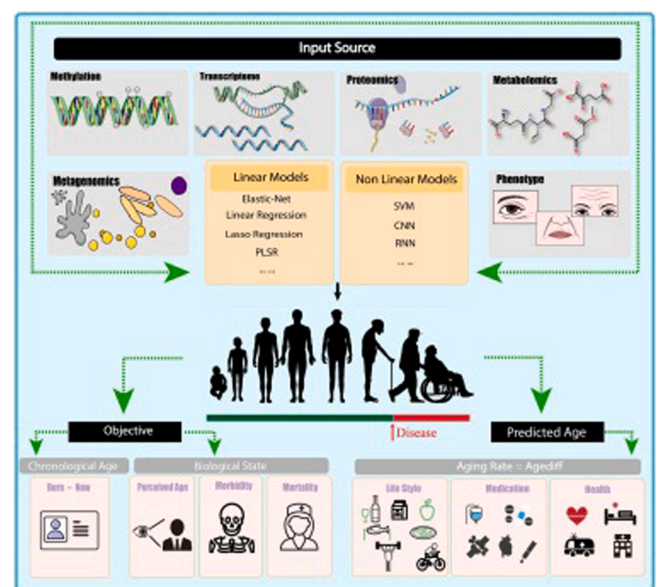 Input Source
Methylation
Transcriptome
Proteomics
Metabolomics
Metagenomics
Linear Models
Elastic-Net
Linear Regression
Lasso Regression
PLSR
... ...
Non Linear Models
SVM
CNN
RNN
... ...
Phenotype
Disease
Objective
Predicted Age
Chronological Age
Biological State
Aging Rate = Agediff
Born - Now
Perceived Age
Morbidity
Mortality
Life Style
Medication
Health